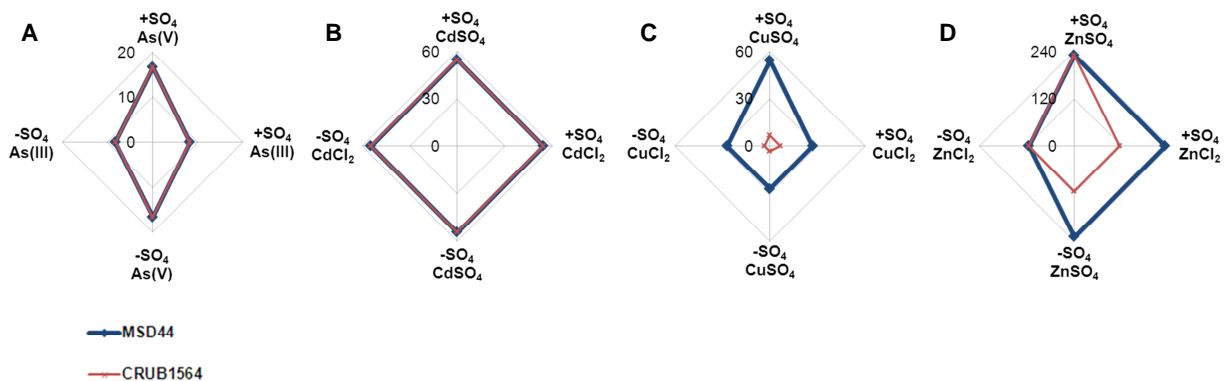 A
+SO₄
As(V)
20
10
0
-SO₄
As(III)
+SO₄
As(III)
-SO₄
As(V)
B
+SO₄
CdSO₄
60
30
0
-SO₄
CdCl₂
+SO₄
CdCl₂
-SO₄
CdSO₄
C
+SO₄
CuSO₄
60
30
0
-SO₄
CuCl₂
+SO₄
CuCl₂
-SO₄
CuSO₄
D
+SO₄
ZnSO₄
240
120
0
-SO₄
ZnCl₂
+SO₄
ZnCl₂
-SO₄
ZnSO₄
MSD44
CRUB1564